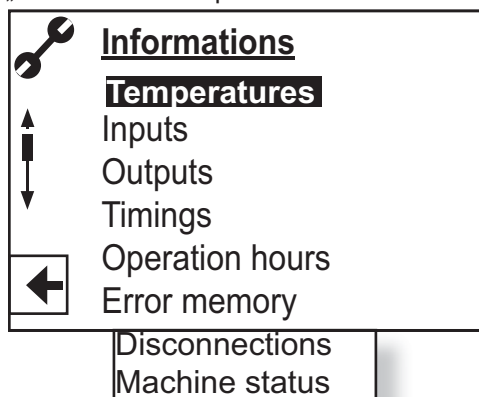 Informations
Temperatures
Inputs
Outputs
Timings
Operation hours
Error memory
Disconnections
Machine status